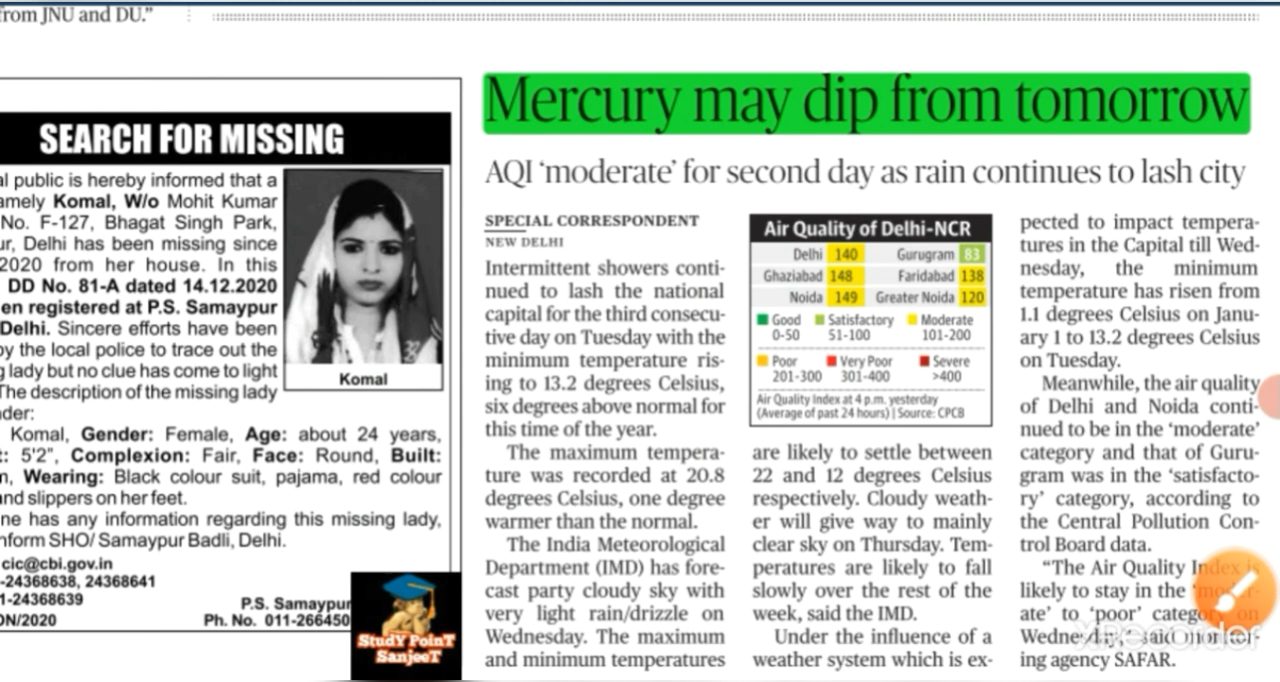 from JNU and DU."
SEARCH FOR MISSING
al public is hereby informed that a
amely Komal, W/o Mohit Kumar
No. F-127, Bhagat Singh Park,
ur, Delhi has been missing since
2020 from her house. In this
DD No. 81-A dated 14.12.2020
en registered at P.S. Samaypur
Delhi. Sincere efforts have been
by the local police to trace out the
g lady but no clue has come to light
The description of the missing lady
nder:
Komal, Gender: Female, Age: about 24 years,
t: 5'2", Complexion: Fair, Face: Round, Built:
n, Wearing: Black colour suit, pajama, red colour
and slippers on her feet.
ne has any information regarding this missing lady,
nform SHO/ Samaypur Badli, Delhi.
cic@cbi.gov.in
-24368638, 24368641
1-24368639
ON/2020
P.S. Samaypur
Ph. No. 011-266450
Komal
StudY PoinT
SanjeeT
Mercury may dip from tomorrow
AQI ‘moderate’ for second day as rain continues to lash city
SPECIAL CORRESPONDENT
NEW DELHI
Intermittent showers conti-
nued to lash the national
capital for the third consecu-
tive day on Tuesday with the
minimum temperature ris-
ing to 13.2 degrees Celsius,
six degrees above normal for
this time of the year.
The maximum tempera-
ture was recorded at 20.8
degrees Celsius, one degree
warmer than the normal.
The India Meteorological
Department (IMD) has fore-
cast party cloudy sky with
very light rain/drizzle on
Wednesday. The maximum
and minimum temperatures
Air Quality of Delhi-NCR
Delhi 140 Gurugram 83
Ghaziabad 148 Faridabad 138
Noida 149 Greater Noida 120
Good Satisfactory Moderate
0-50 51-100 101-200
Poor Very Poor Severe
201-300 301-400 >400
Air Quality Index at 4 p.m. yesterday
(Average of past 24 hours) | Source: CPCB
are likely to settle between
22 and 12 degrees Celsius
respectively. Cloudy weath-
er will give way to mainly
clear sky on Thursday. Tem-
peratures are likely to fall
slowly over the rest of the
week, said the IMD.
Under the influence of a
weather system which is ex-
pected to impact tempera-
tures in the Capital till Wed-
nesday, the minimum
temperature has risen from
1.1 degrees Celsius on Janu-
ary 1 to 13.2 degrees Celsius
on Tuesday.
Meanwhile, the air quality
of Delhi and Noida conti-
nued to be in the ‘moderate’
category and that of Guru-
gram was in the ‘satisfacto-
ry’ category, according to
the Central Pollution Con-
trol Board data.
“The Air Quality Index is
likely to stay in the ‘moder-
ate’ to ‘poor’ category on
Wednesday,” said monitor-
ing agency SAFAR.
XRecorder